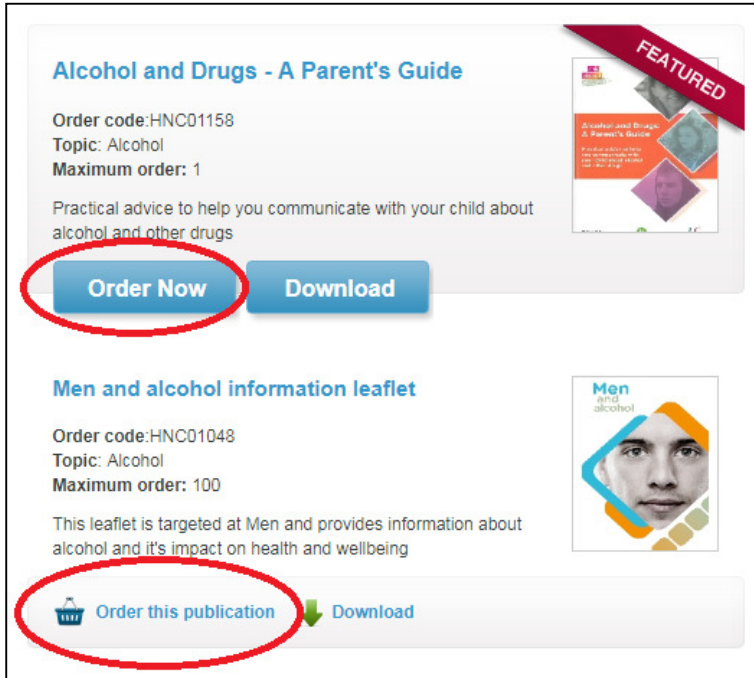 FEATURED
Alcohol and Drugs - A Parent's Guide
Order code:HNC01158
Topic: Alcohol
Maximum order: 1
Practical advice to help you communicate with your child about
alcohol and other drugs
Alcohol and Drugs:
A Parent's Guide
Order Now
Download
Men and alcohol information leaflet
Order code:HNC01048
Topic: Alcohol
Maximum order: 100
This leaflet is targeted at Men and provides information about
alcohol and it's impact on health and wellbeing
Men
and
alcohol
Order this publication
Download